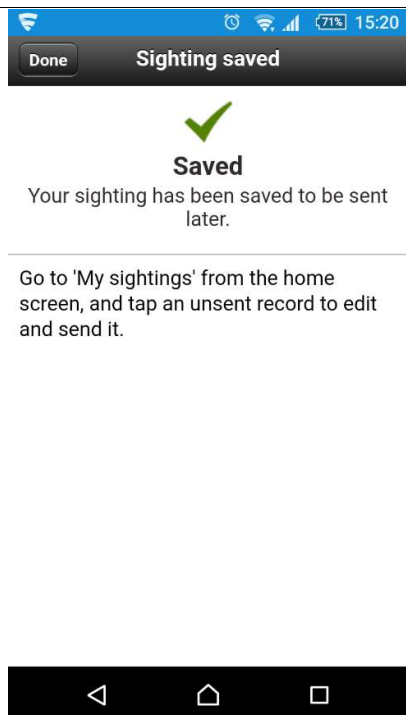 71% 15:20
Done Sighting saved
Saved
Your sighting has been saved to be sent
later.
Go to 'My sightings' from the home
screen, and tap an unsent record to edit
and send it.